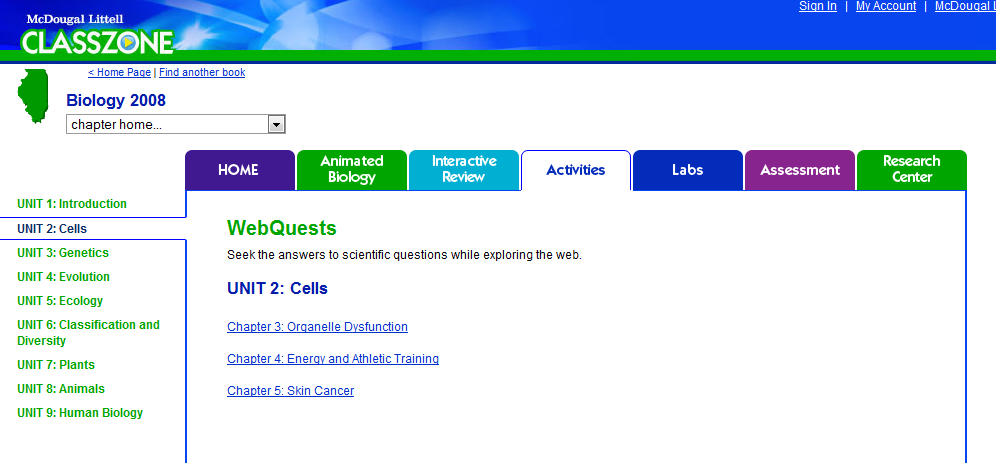 Sign In | My Account | McDougal L
McDougal Littell
CLASSZONE
< Home Page | Find another book
Biology 2008
chapter home...
HOME
Animated Biology
Interactive Review
Activities
Labs
Assessment
Research Center
UNIT 1: Introduction
UNIT 2: Cells
UNIT 3: Genetics
UNIT 4: Evolution
UNIT 5: Ecology
UNIT 6: Classification and
Diversity
UNIT 7: Plants
UNIT 8: Animals
UNIT 9: Human Biology
WebQuests
Seek the answers to scientific questions while exploring the web.
UNIT 2: Cells
Chapter 3: Organelle Dysfunction
Chapter 4: Energy and Athletic Training
Chapter 5: Skin Cancer